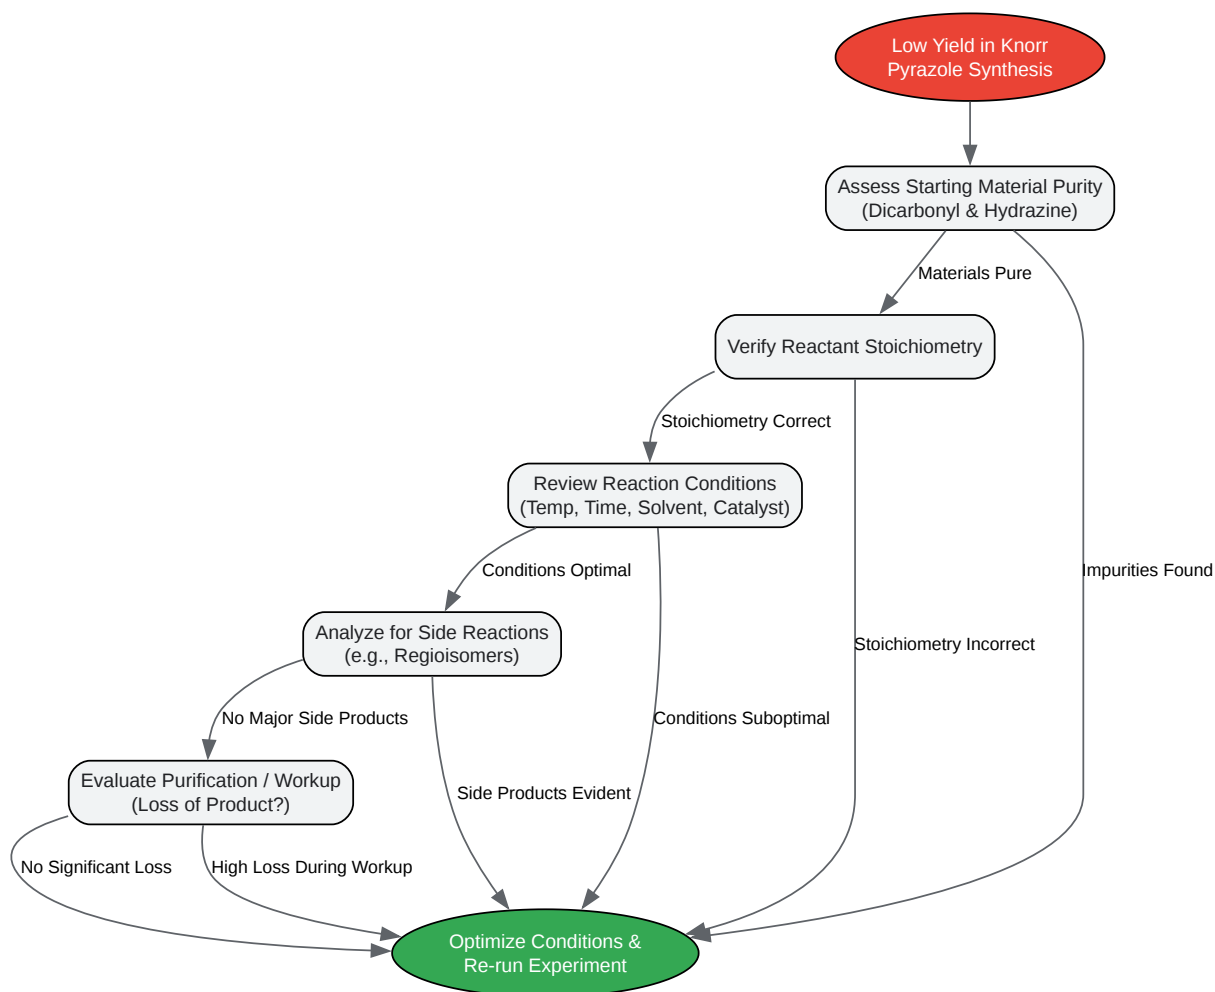 Low Yield in Knorr
Pyrazole Synthesis
Assess Starting Material Purity
(Dicarbonyl & Hydrazine)
Materials Pure
Verify Reactant Stoichiometry
Stoichiometry Correct
Review Reaction Conditions
(Temp, Time, Solvent, Catalyst)
Conditions Optimal
Impurities Found
Analyze for Side Reactions
(e.g., Regioisomers)
Stoichiometry Incorrect
No Major Side Products
Conditions Suboptimal
Evaluate Purification / Workup
(Loss of Product?)
Side Products Evident
No Significant Loss
High Loss During Workup
Optimize Conditions &
Re-run Experiment